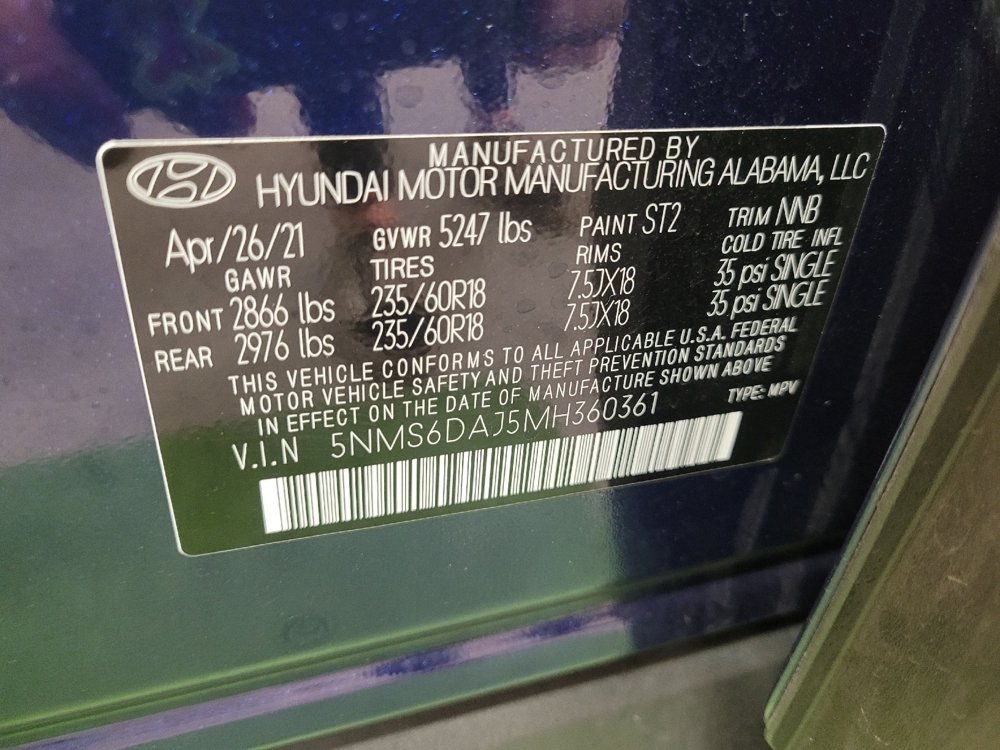 MANUFACTURED BY
HYUNDAI MOTOR MANUFACTURING ALABAMA, LLC
Apr/26/21 GVWR 5247 lbs PAINT ST2 TRIM NNB
GAWR TIRES RIMS COLD TIRE INFL
FRONT 2866 lbs 235/60R18 7.5JX18 35 psi SINGLE
REAR 2976 lbs 235/60R18 7.5JX18 35 psi SINGLE
THIS VEHICLE CONFORMS TO ALL APPLICABLE U.S.A. FEDERAL
MOTOR VEHICLE SAFETY AND THEFT PREVENTION STANDARDS
IN EFFECT ON THE DATE OF MANUFACTURE SHOWN ABOVE
V.I.N 5NMS6DAJ5MH360361 TYPE: MPV